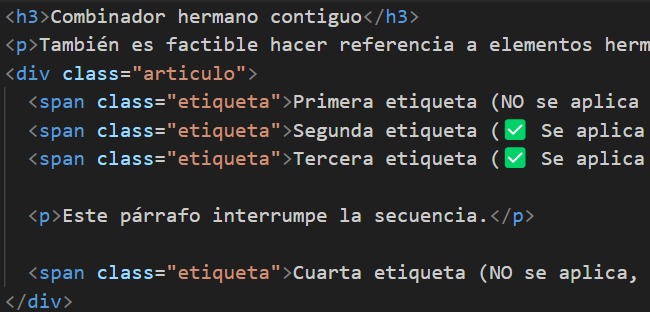 <h3>Combinador hermano contiguo</h3>
<p>También es factible hacer referencia a elementos herm
<div class="articulo">
<span class="etiqueta">Primera etiqueta (NO se aplica
<span class="etiqueta">Segunda etiqueta (✅ Se aplica
<span class="etiqueta">Tercera etiqueta (✅ Se aplica
<p>Este párrafo interrumpe la secuencia.</p>
<span class="etiqueta">Cuarta etiqueta (NO se aplica,
</div>